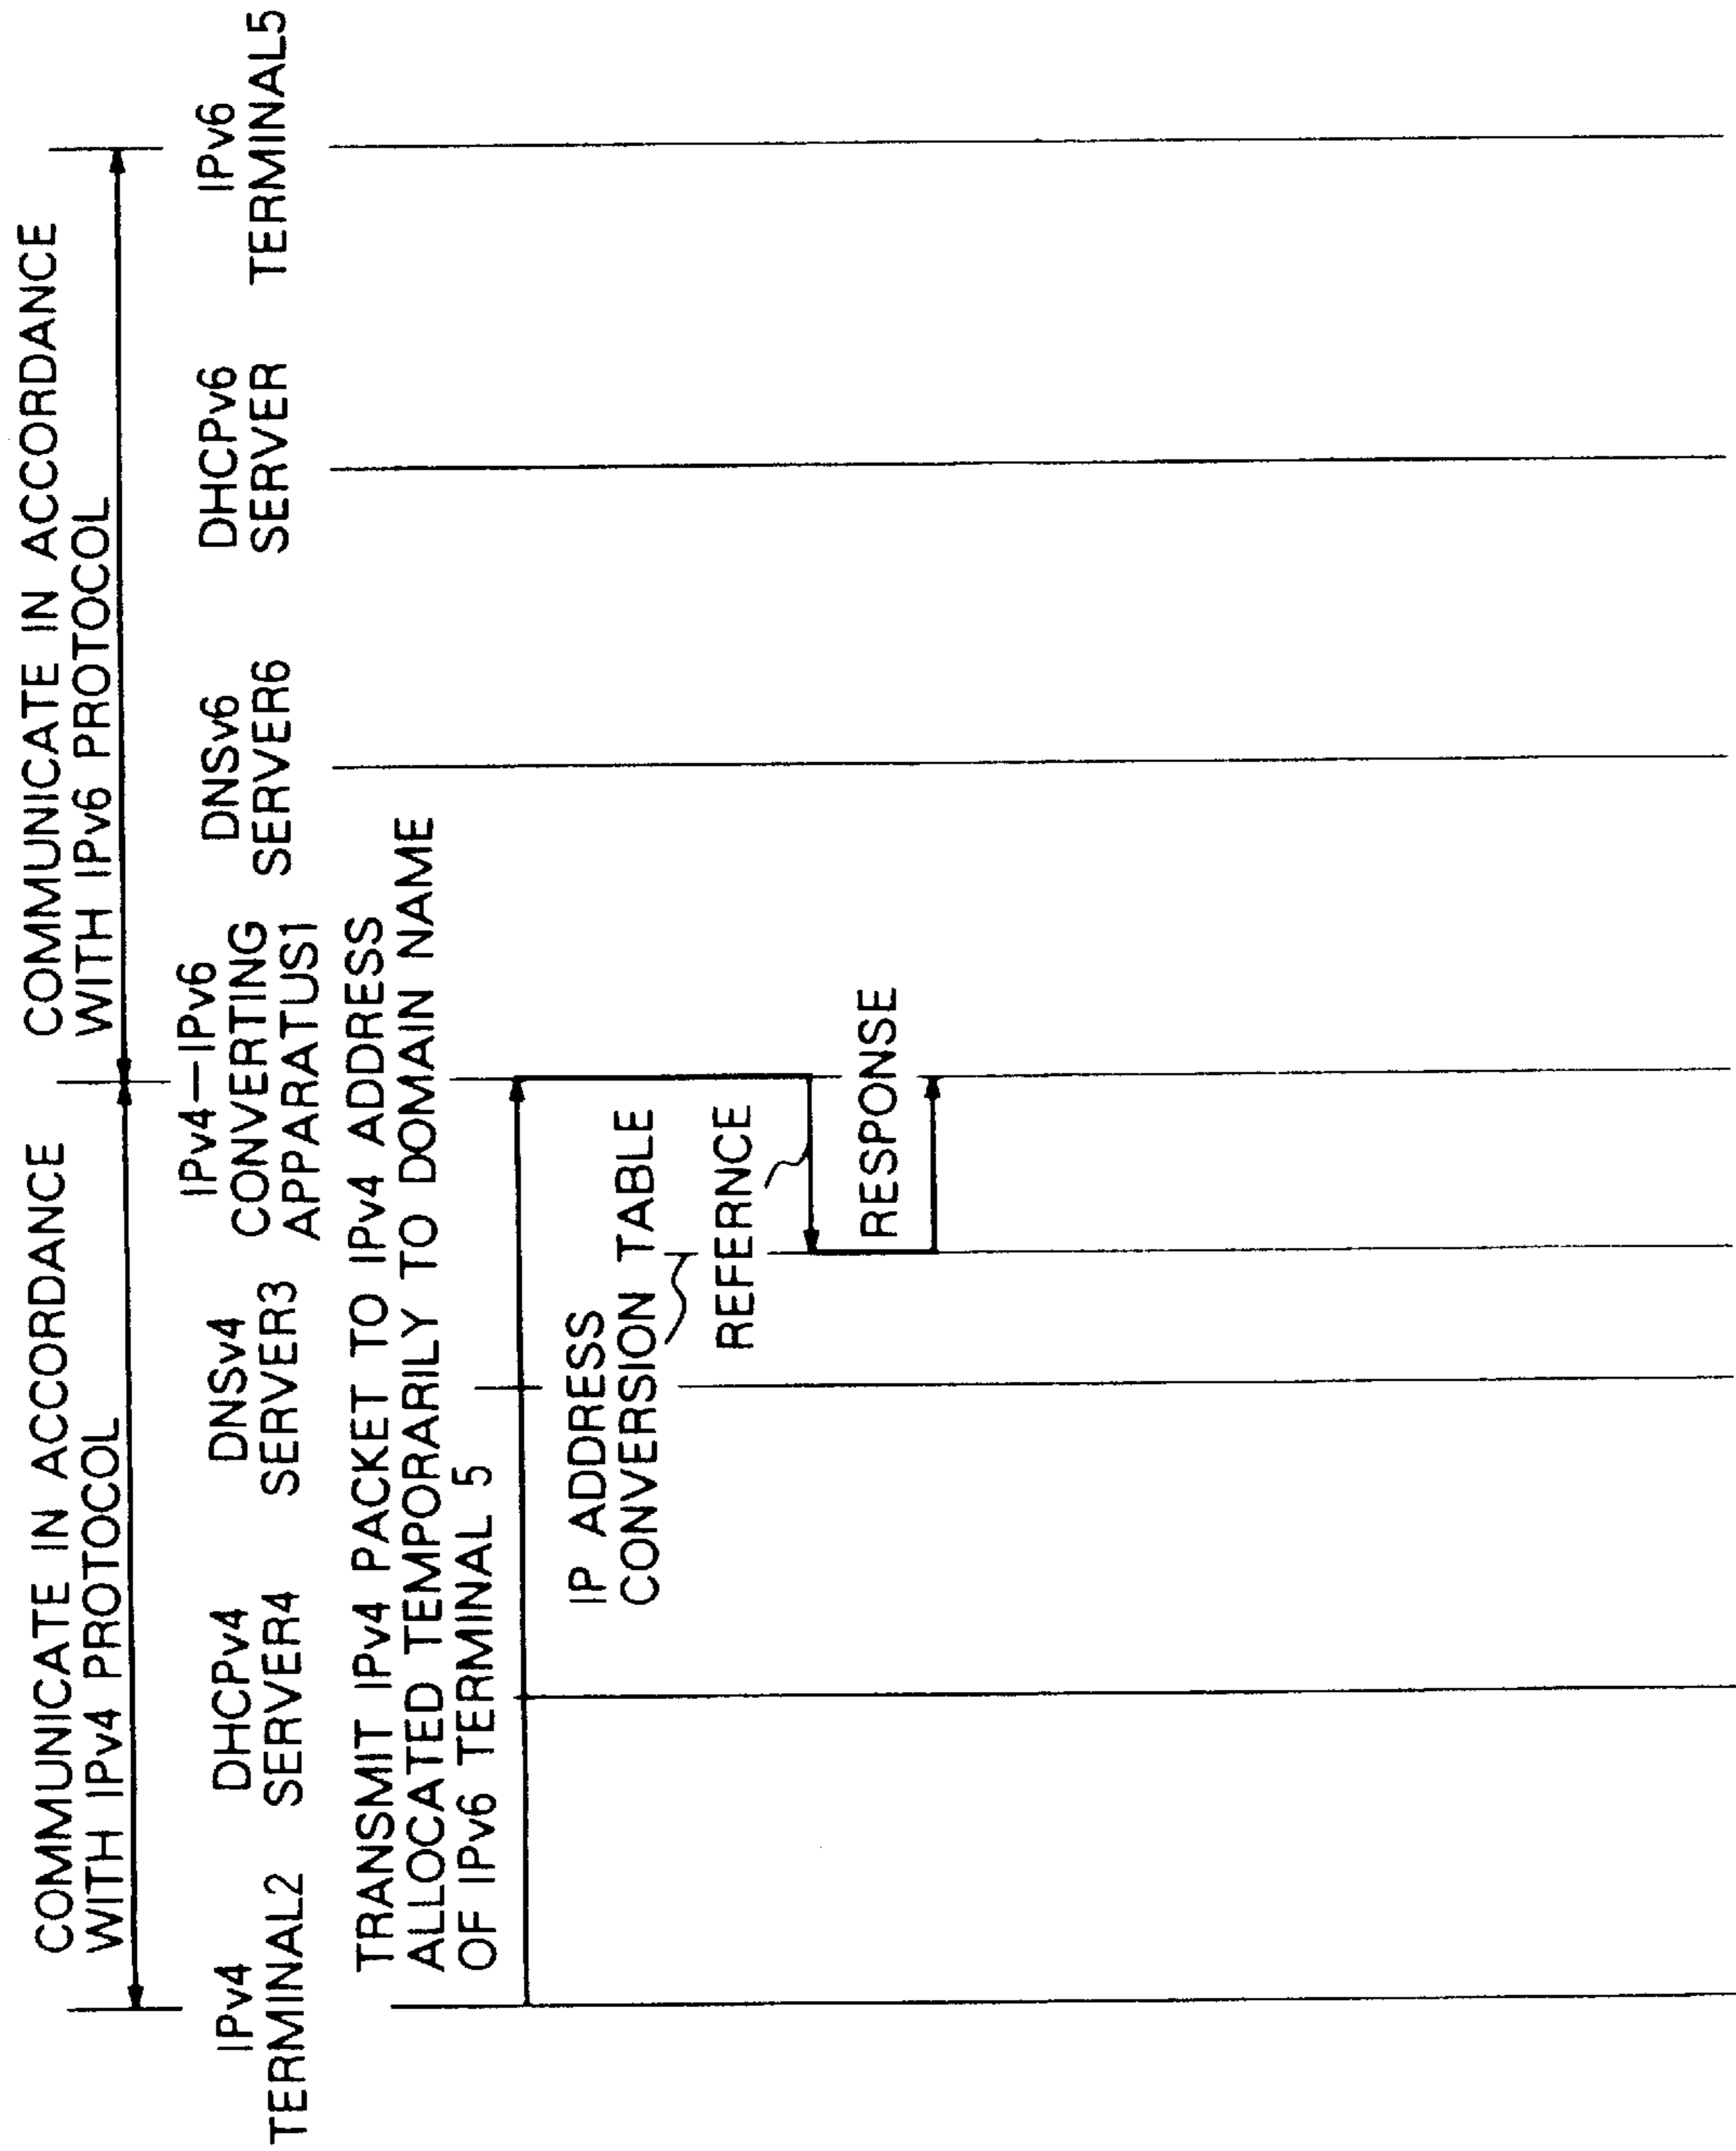 COMMUNICATE IN ACCORDANCE
WITH IPv4 PROTOCOL
COMMUNICATE IN ACCORDANCE
WITH IPv6 PROTOCOL
IPv4
TERMINAL2
DHCPv4
SERVER4
DNSv4
SERVER3
IPv4—IPv6
CONVERTING
APPARATUS1
DNSv6
SERVER6
DHCPv6
SERVER
IPv6
TERMINAL5
TRANSMIT IPv4 PACKET TO IPv4 ADDRESS
ALLOCATED TEMPORARILY TO DOMAIN NAME
OF IPv6 TERMINAL 5
IP ADDRESS
CONVERSION TABLE
REFERNCE
RESPONSE